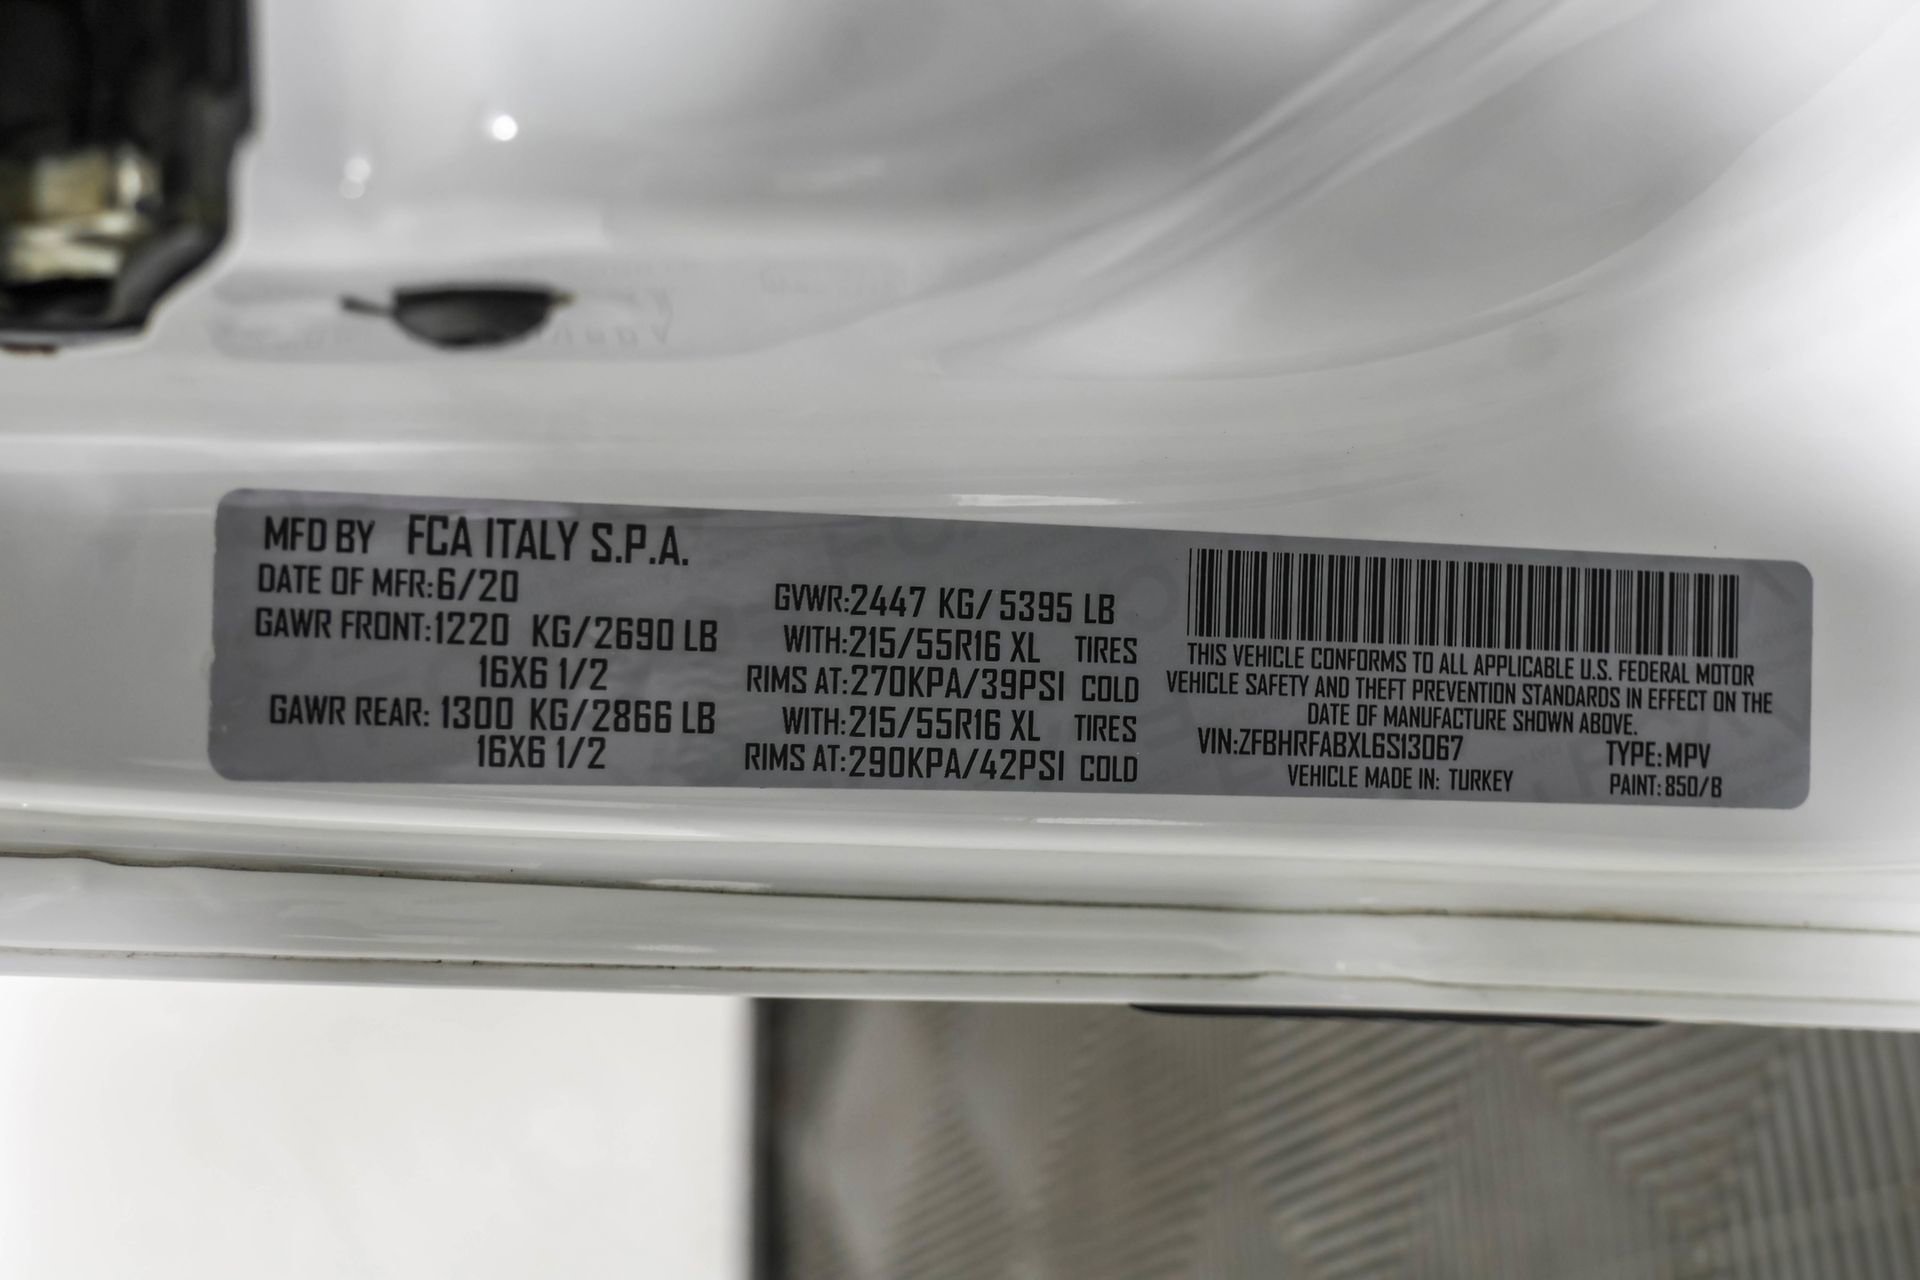 MFD BY FCA ITALY S.P.A.
DATE OF MFR:6/20
GAWR FRONT:1220 KG/2690 LB
16X6 1/2
GAWR REAR: 1300 KG/2866 LB
16X6 1/2
GVWR:2447 KG/5395 LB
WITH:215/55R16 XL TIRES
RIMS AT:270KPA/39PSI COLD
WITH:215/55R16 XL TIRES
RIMS AT:290KPA/42PSI COLD
THIS VEHICLE CONFORMS TO ALL APPLICABLE U.S. FEDERAL MOTOR
VEHICLE SAFETY AND THEFT PREVENTION STANDARDS IN EFFECT ON THE
DATE OF MANUFACTURE SHOWN ABOVE.
VIN:ZFBHRFABXL6S13067 TYPE:MPV
VEHICLE MADE IN: TURKEY PAINT: 850/B